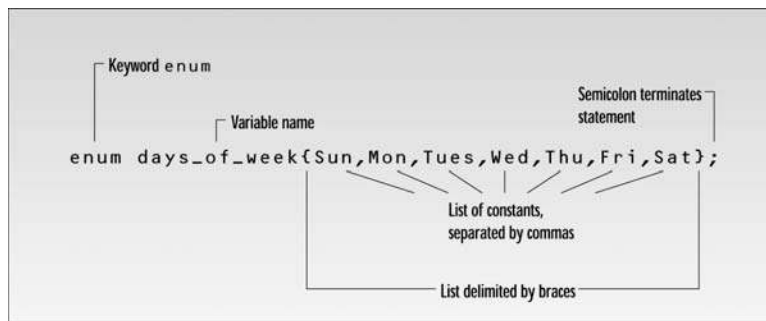 Keyword enum
Semicolon terminates
statement
Variable name
enum days_of_week{Sun,Mon,Tues,Wed,Thu,Fri,Sat};
List of constants,
separated by commas
List delimited by braces